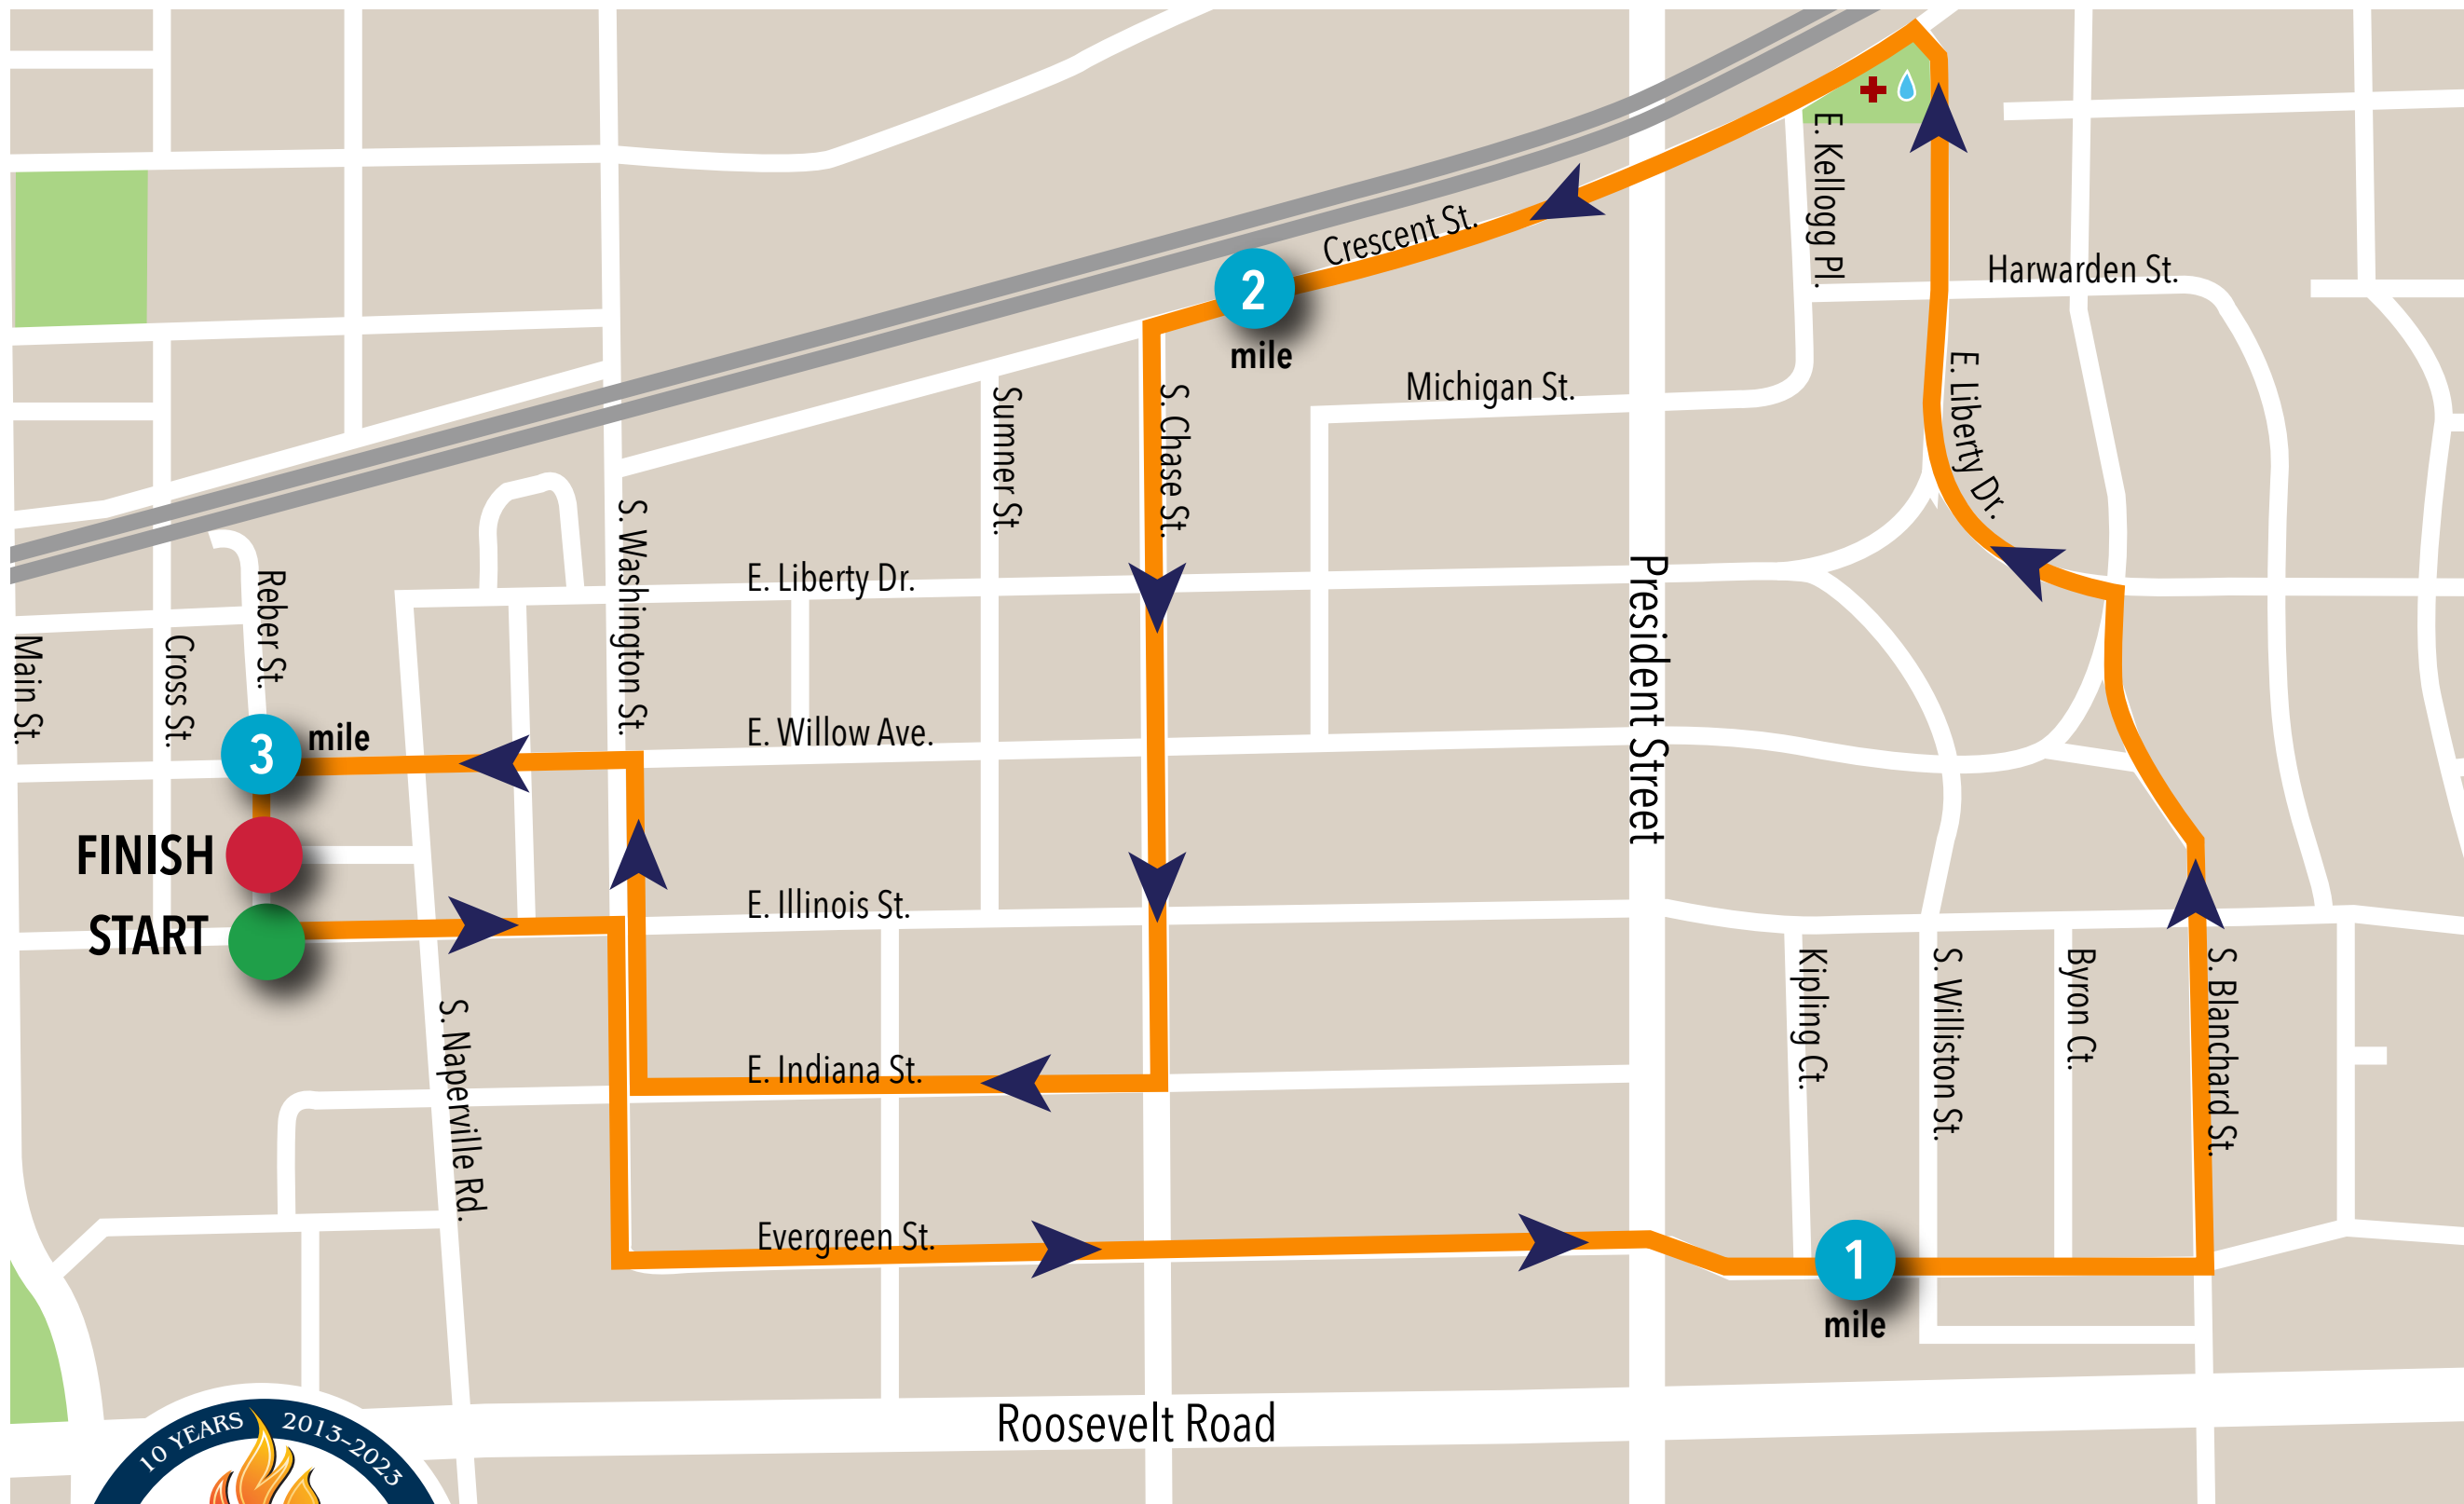 E. Kellogg Pl.
Crescent St.
Harwarden St.
2
mile
E. Liberty Dr.
Michigan St.
Sumner St.
S. Chase St.
S. Washington St.
E. Liberty Dr.
President Street
Reber St.
Main St.
Cross St.
3
mile
E. Willow Ave.
FINISH
START
E. Illinois St.
Kipling Ct.
S. Williston St.
Byron Ct.
S. Blanchard St.
S. Naperville Rd.
E. Indiana St.
Evergreen St.
1
mile
Roosevelt Road
10 YEARS 2013-2023